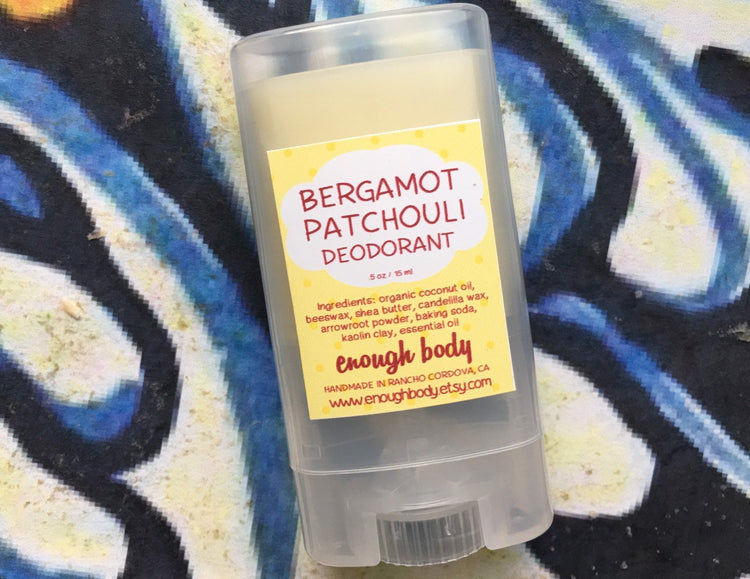 BERGAMOT
PATCHOULI
DEODORANT
.5 oz / 15 ml
Ingredients: organic coconut oil,
beeswax, shea butter, candelilla wax,
arrowroot powder, baking soda,
kaolin clay, essential oil
enough body
HANDMADE IN RANCHO CORDOVA, CA
www.enoughbody.etsy.com